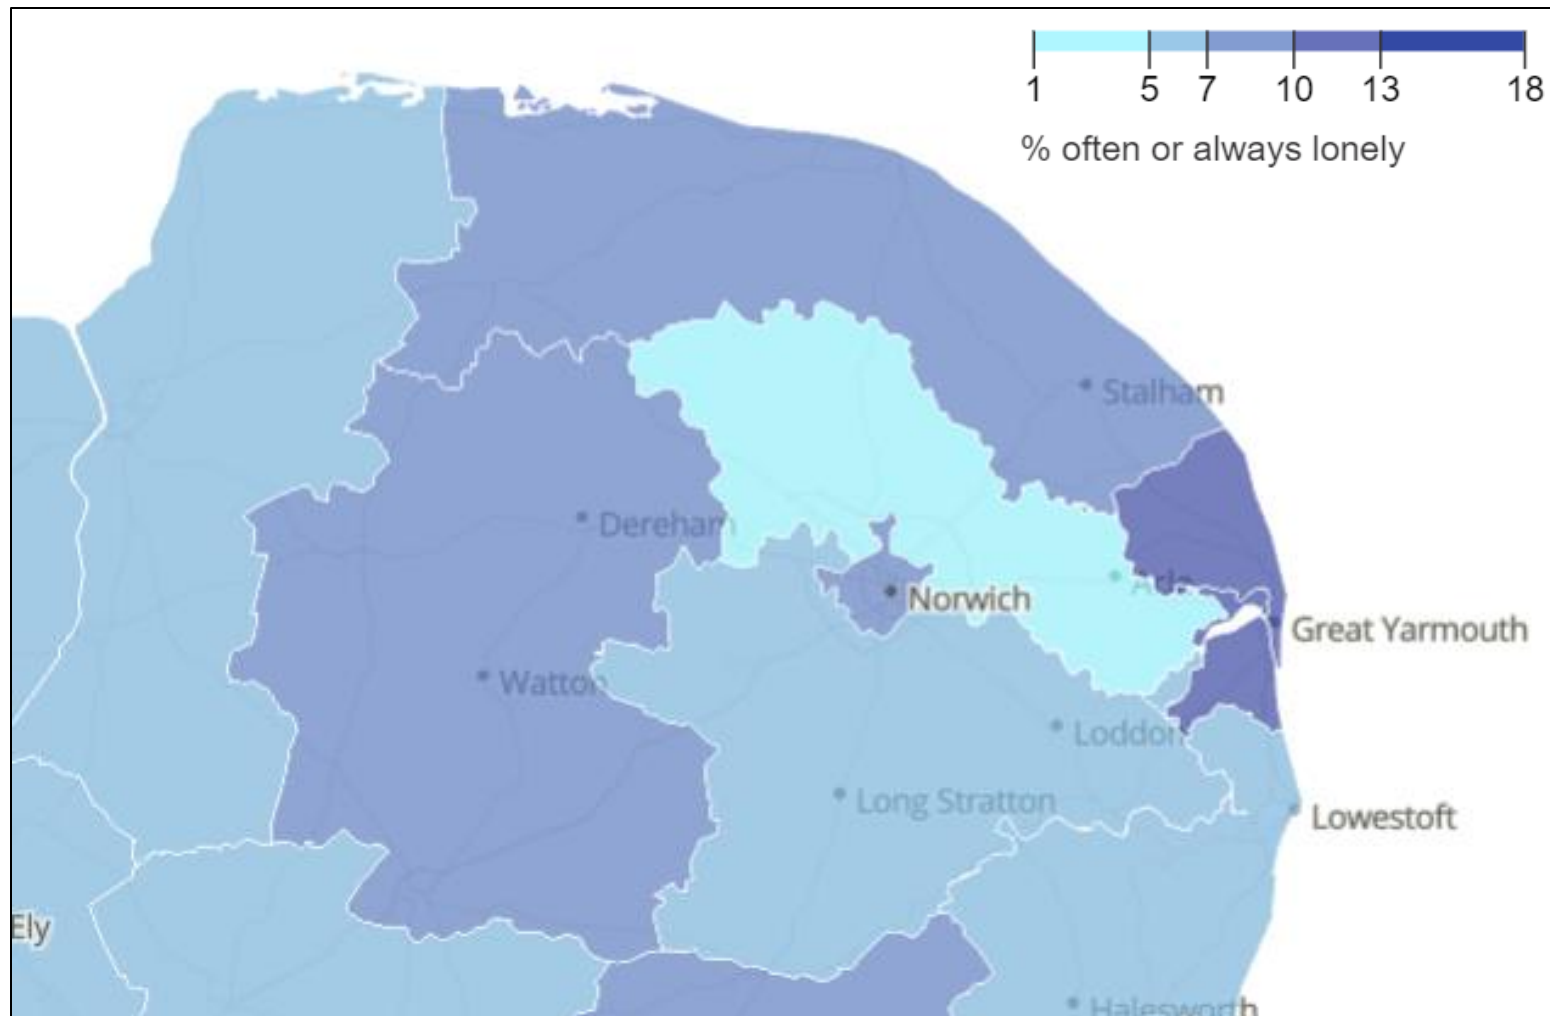 1 5 7 10 13 18
% often or always lonely
Stalham
Dereham
Norwich
Great Yarmouth
Watton
Loddon
Long Stratton
Lowestoft
Ely
Halesworth